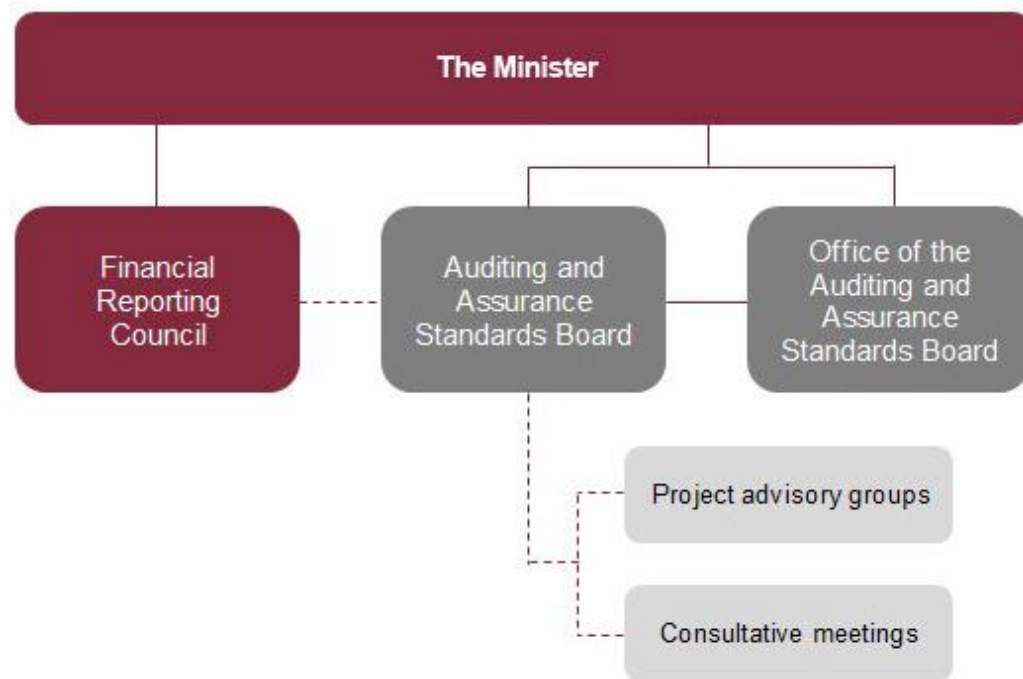 The Minister
Financial
Reporting
Council
Auditing and
Assurance
Standards Board
Office of the
Auditing and
Assurance
Standards Board
Project advisory groups
Consultative meetings